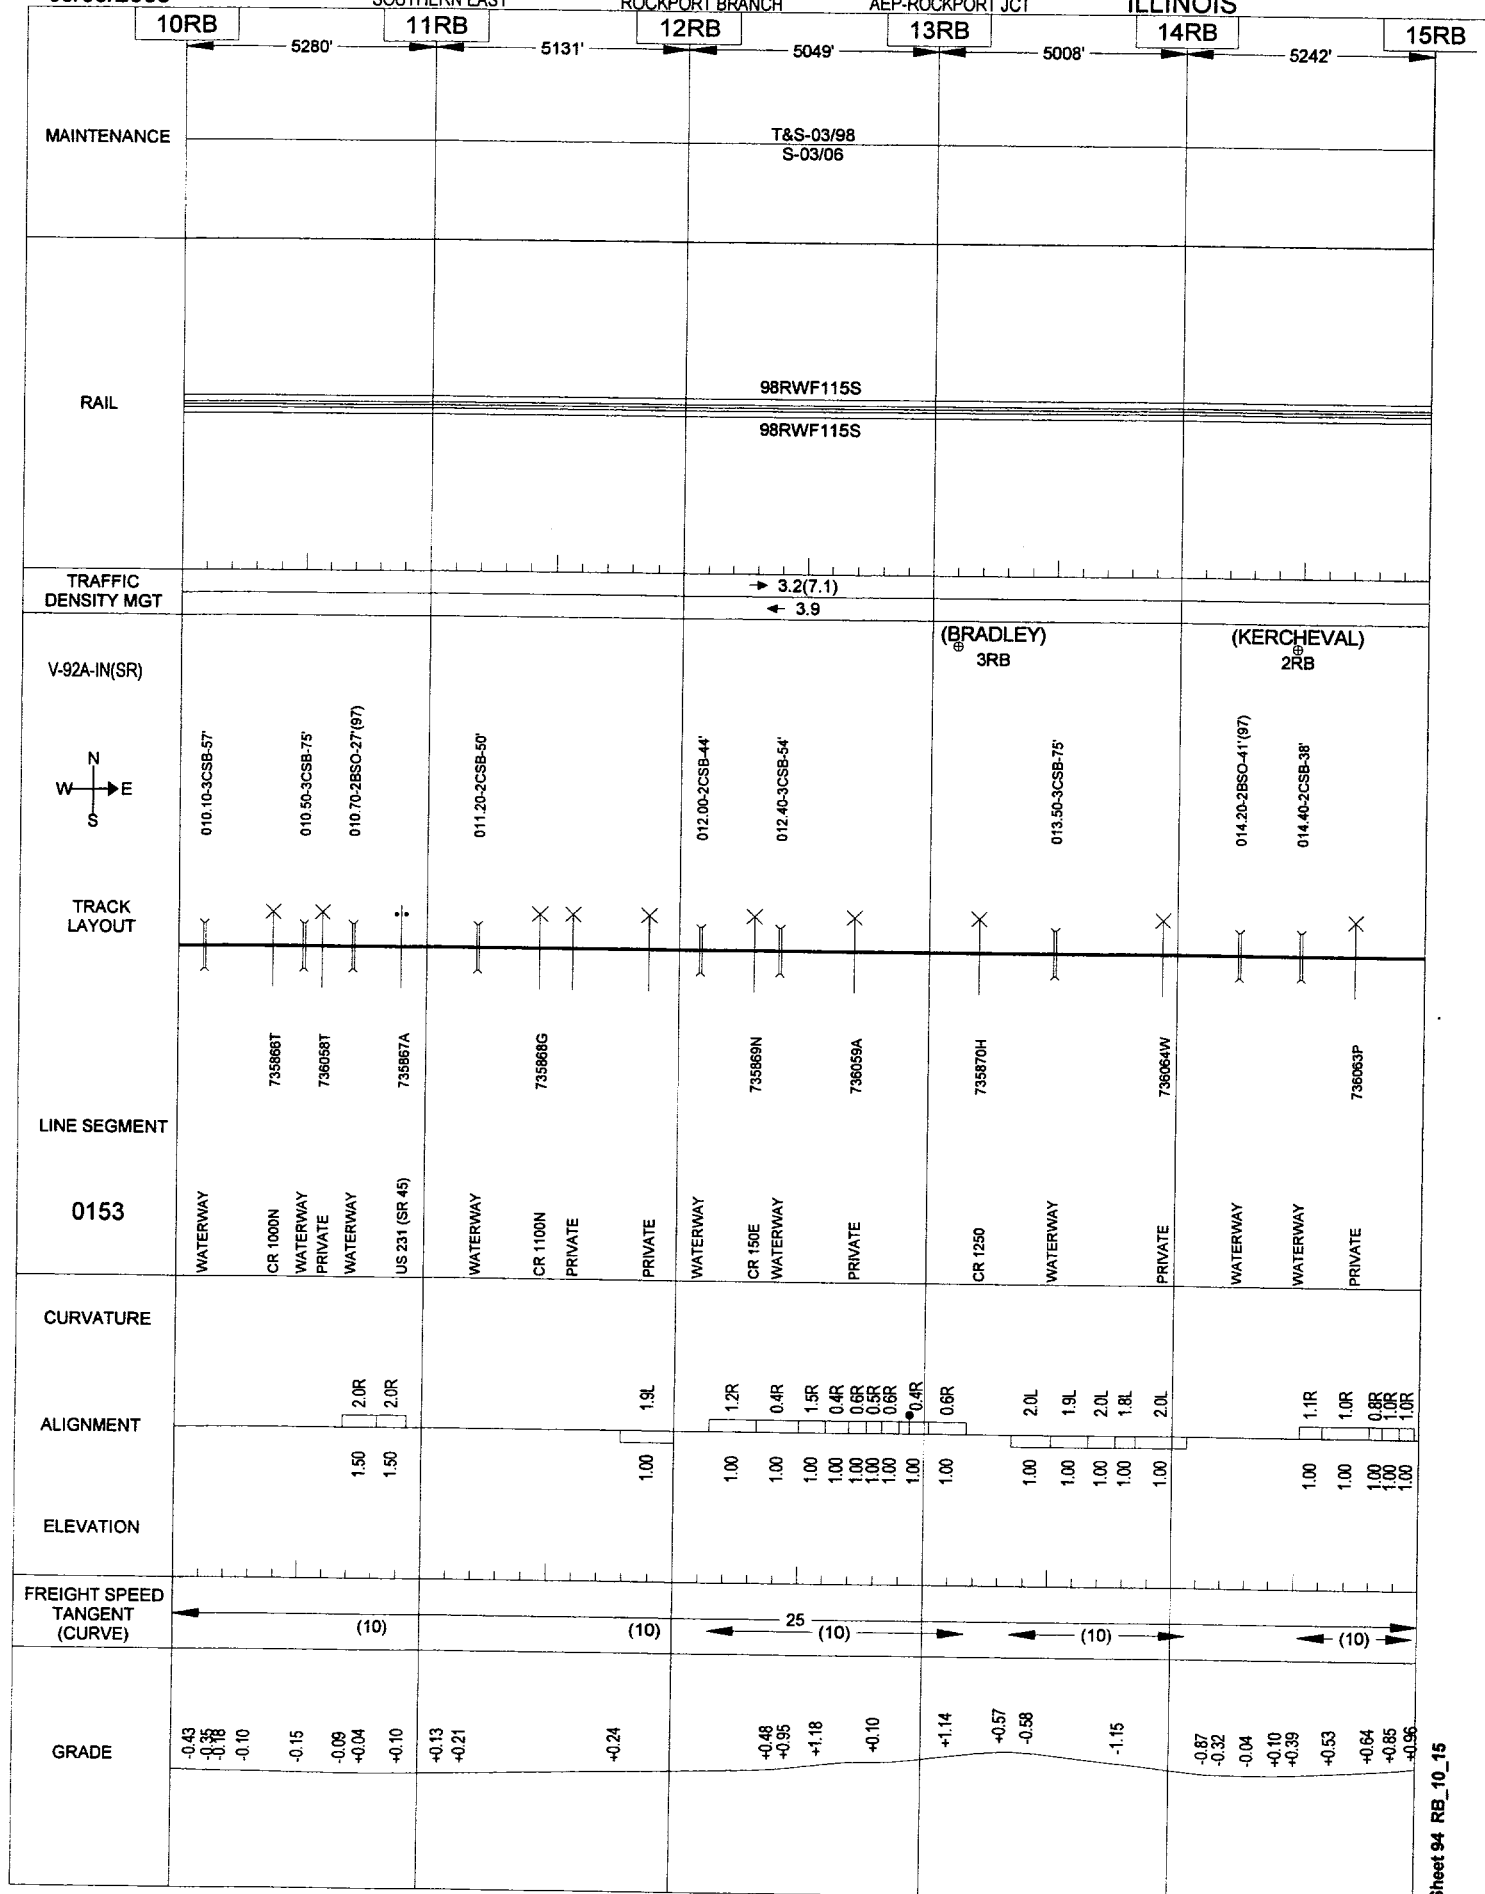 SOUTHERN EAST ROCKPORT BRANCH AEP-ROCKPORT JCT ILLINOIS
10RB 11RB 12RB 13RB 14RB 15RB
5280' 5131' 5049' 5008' 5242'
MAINTENANCE
T&S-03/98
S-03/06
RAIL
98RWF115S
98RWF115S
TRAFFIC
DENSITY MGT
3.2(7.1)
3.9
V-92A-IN(SR)
(BRADLEY)
3RB
(KERCHEVAL)
2RB
N
W E
S
010.10-3CSB-57'
010.50-3CSB-75'
010.70-2BSO-27'(97)
011.20-2CSB-50'
012.00-2CSB-44'
012.40-3CSB-54'
013.50-3CSB-75'
014.20-2BSO-41'(97)
014.40-2CSB-38'
TRACK
LAYOUT
735866T
736058T
735867A
735868G
735869N
736059A
735870H
736064W
736063P
LINE SEGMENT
0153
WATERWAY
CR 1000N
WATERWAY
PRIVATE
WATERWAY
US 231 (SR 45)
WATERWAY
CR 1100N
PRIVATE
PRIVATE
WATERWAY
CR 150E
WATERWAY
PRIVATE
CR 1250
WATERWAY
PRIVATE
WATERWAY
WATERWAY
PRIVATE
CURVATURE
2.0R 2.0R 1.9L 1.2R 0.4R 1.5R 0.4R 0.6R 0.5R 0.6R 0.4R 0.6R 2.0L 1.9L 2.0L 1.8L 2.0L 1.1R 1.0R 0.8R 1.0R 1.0R
ALIGNMENT
1.50 1.50 1.00 1.00 1.00 1.00 1.00 1.00 1.00 1.00 1.00 1.00 1.00 1.00 1.00 1.00 1.00 1.00 1.00 1.00 1.00 1.00
ELEVATION
FREIGHT SPEED
TANGENT
(CURVE)
25
(10) (10) (10) (10) (10)
GRADE
-0.43 -0.35 -0.18 -0.10 -0.15 -0.09 +0.04 +0.10 +0.13 +0.21 +0.24 +0.48 +0.95 +1.18 +0.10 +1.14 +0.57 -0.58 -1.15 -0.87 -0.32 -0.04 +0.10 +0.39 +0.53 +0.64 +0.85 +0.96
Sheet 94 RB_10_15